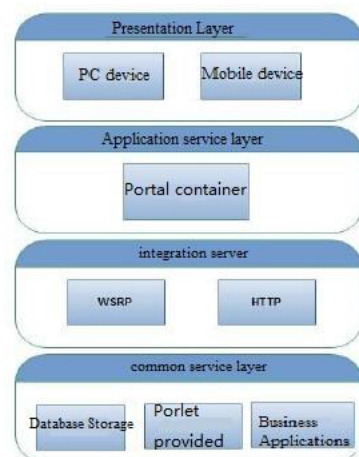 Presentation Layer
PC device
Mobile device
Application service layer
Portal container
integration server
WSRP
HTTP
common service layer
Database Storage
Porlet
provided
Business
Applications